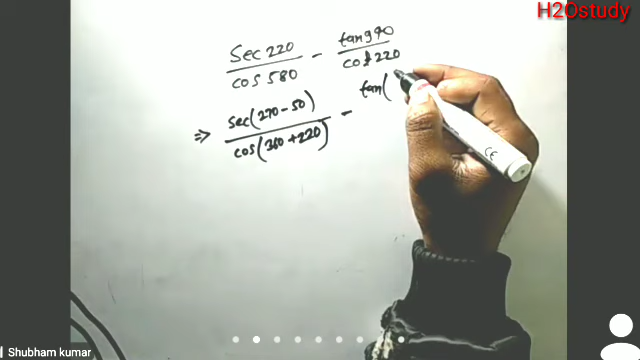 H2Ostudy
sec 220 / cos 580 - tan 940 / cot 220
⇒ sec(270-50) / cos(360+220) - tan(
Shubham kumar